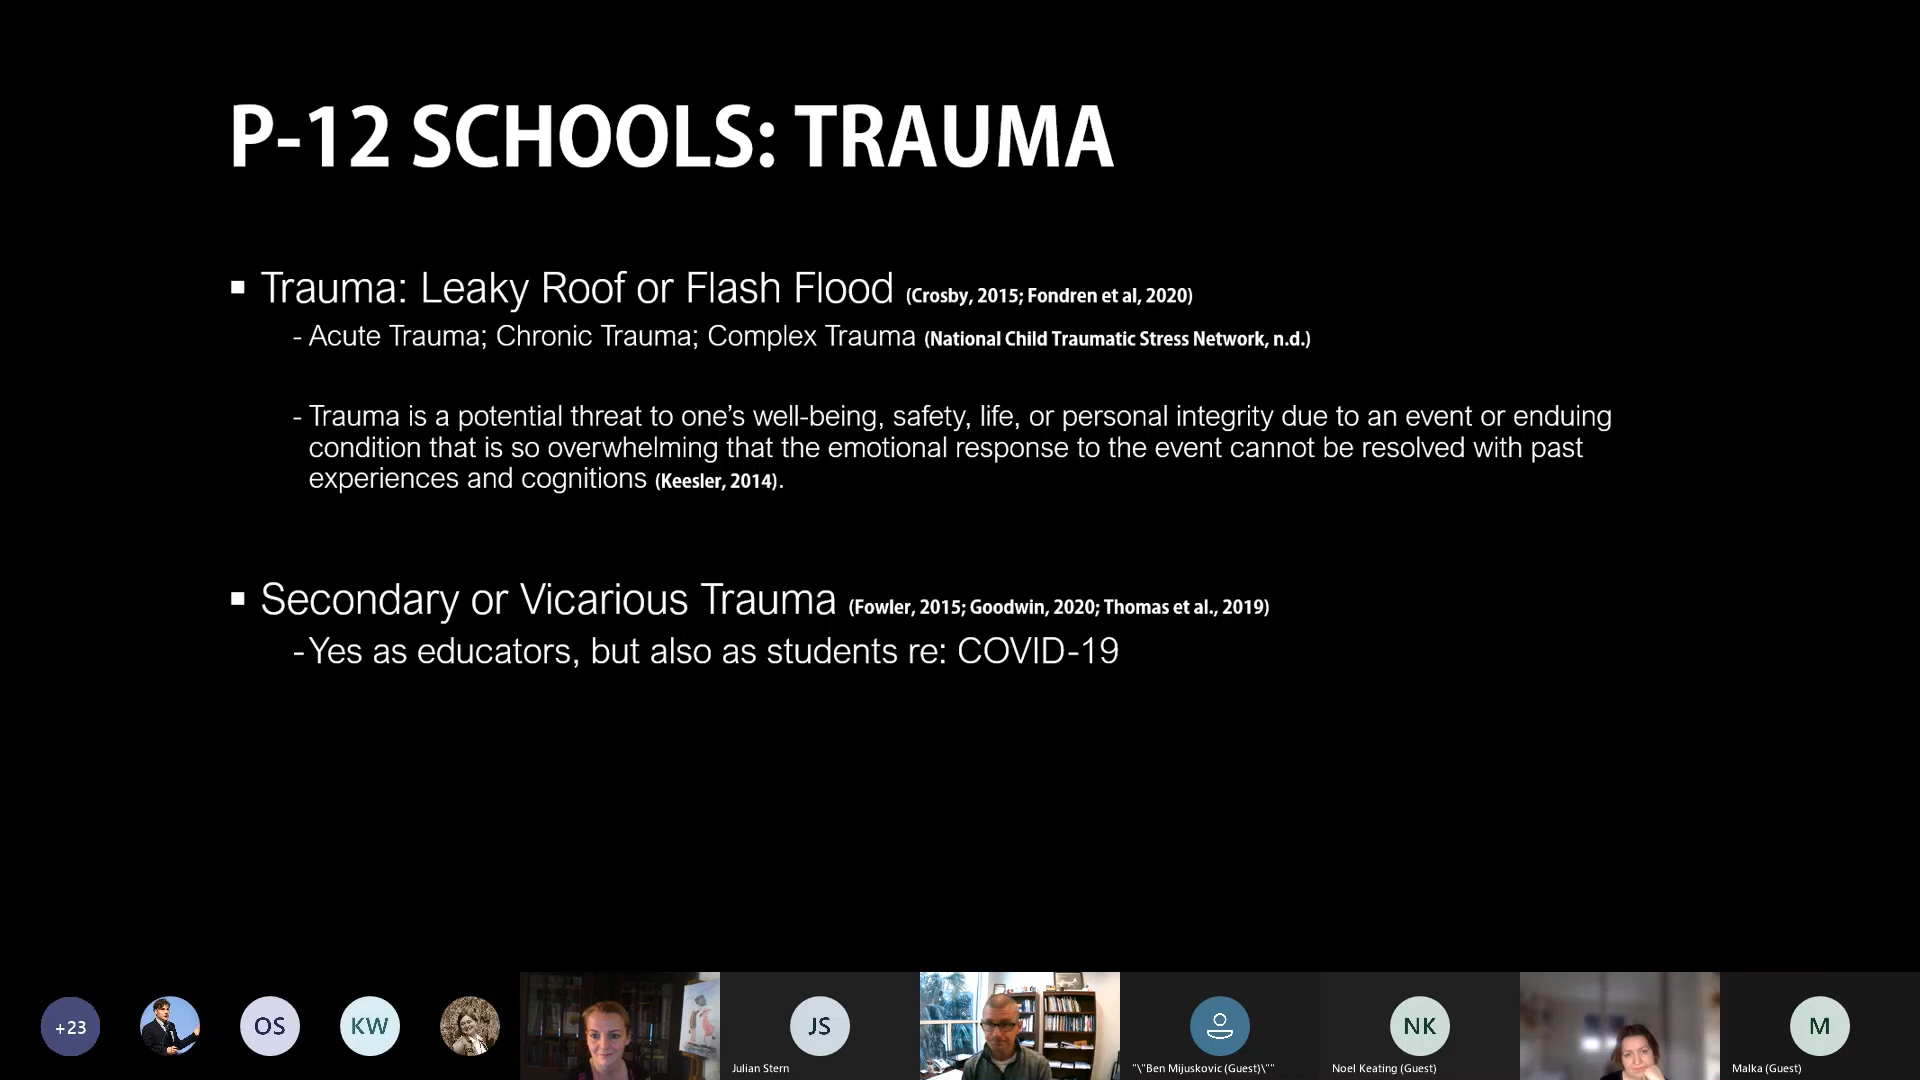 P-12 SCHOOLS: TRAUMA
▪ Trauma: Leaky Roof or Flash Flood (Crosby, 2015; Fondren et al, 2020)
- Acute Trauma; Chronic Trauma; Complex Trauma (National Child Traumatic Stress Network, n.d.)
- Trauma is a potential threat to one’s well-being, safety, life, or personal integrity due to an event or enduing
condition that is so overwhelming that the emotional response to the event cannot be resolved with past
experiences and cognitions (Keesler, 2014).
▪ Secondary or Vicarious Trauma (Fowler, 2015; Goodwin, 2020; Thomas et al., 2019)
- Yes as educators, but also as students re: COVID-19
+23
OS
KW
JS
NK
M
Julian Stern
"\"Ben Mijuskovic (Guest)\""
Noel Keating (Guest)
Malka (Guest)